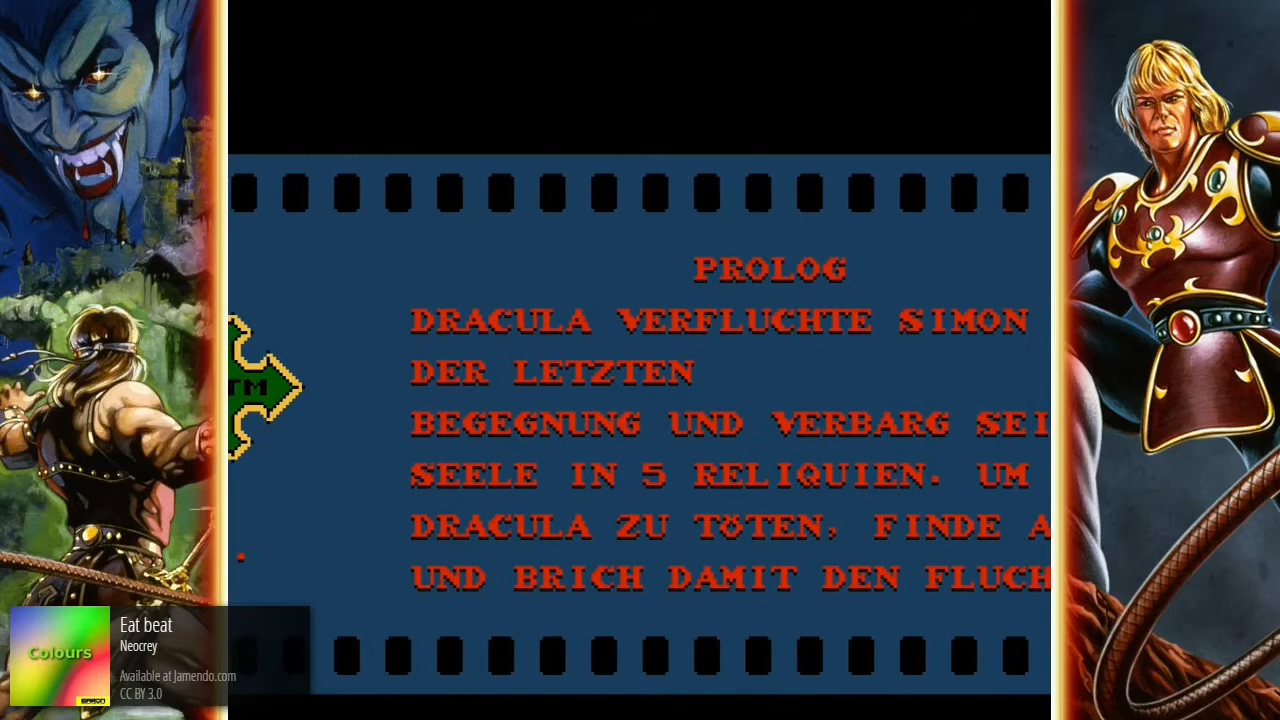 PROLOG
DRACULA VERFLUCHTE SIMON
DER LETZTEN
TM
BEGEGNUNG UND VERBARG SEI
SEELE IN 5 RELIQUIEN. UM
DRACULA ZU TÖTEN, FINDE A
.
UND BRICH DAMIT DEN FLUCH
Eat beat
Neocrey
Colours
Available at Jamendo.com
CC BY 3.0